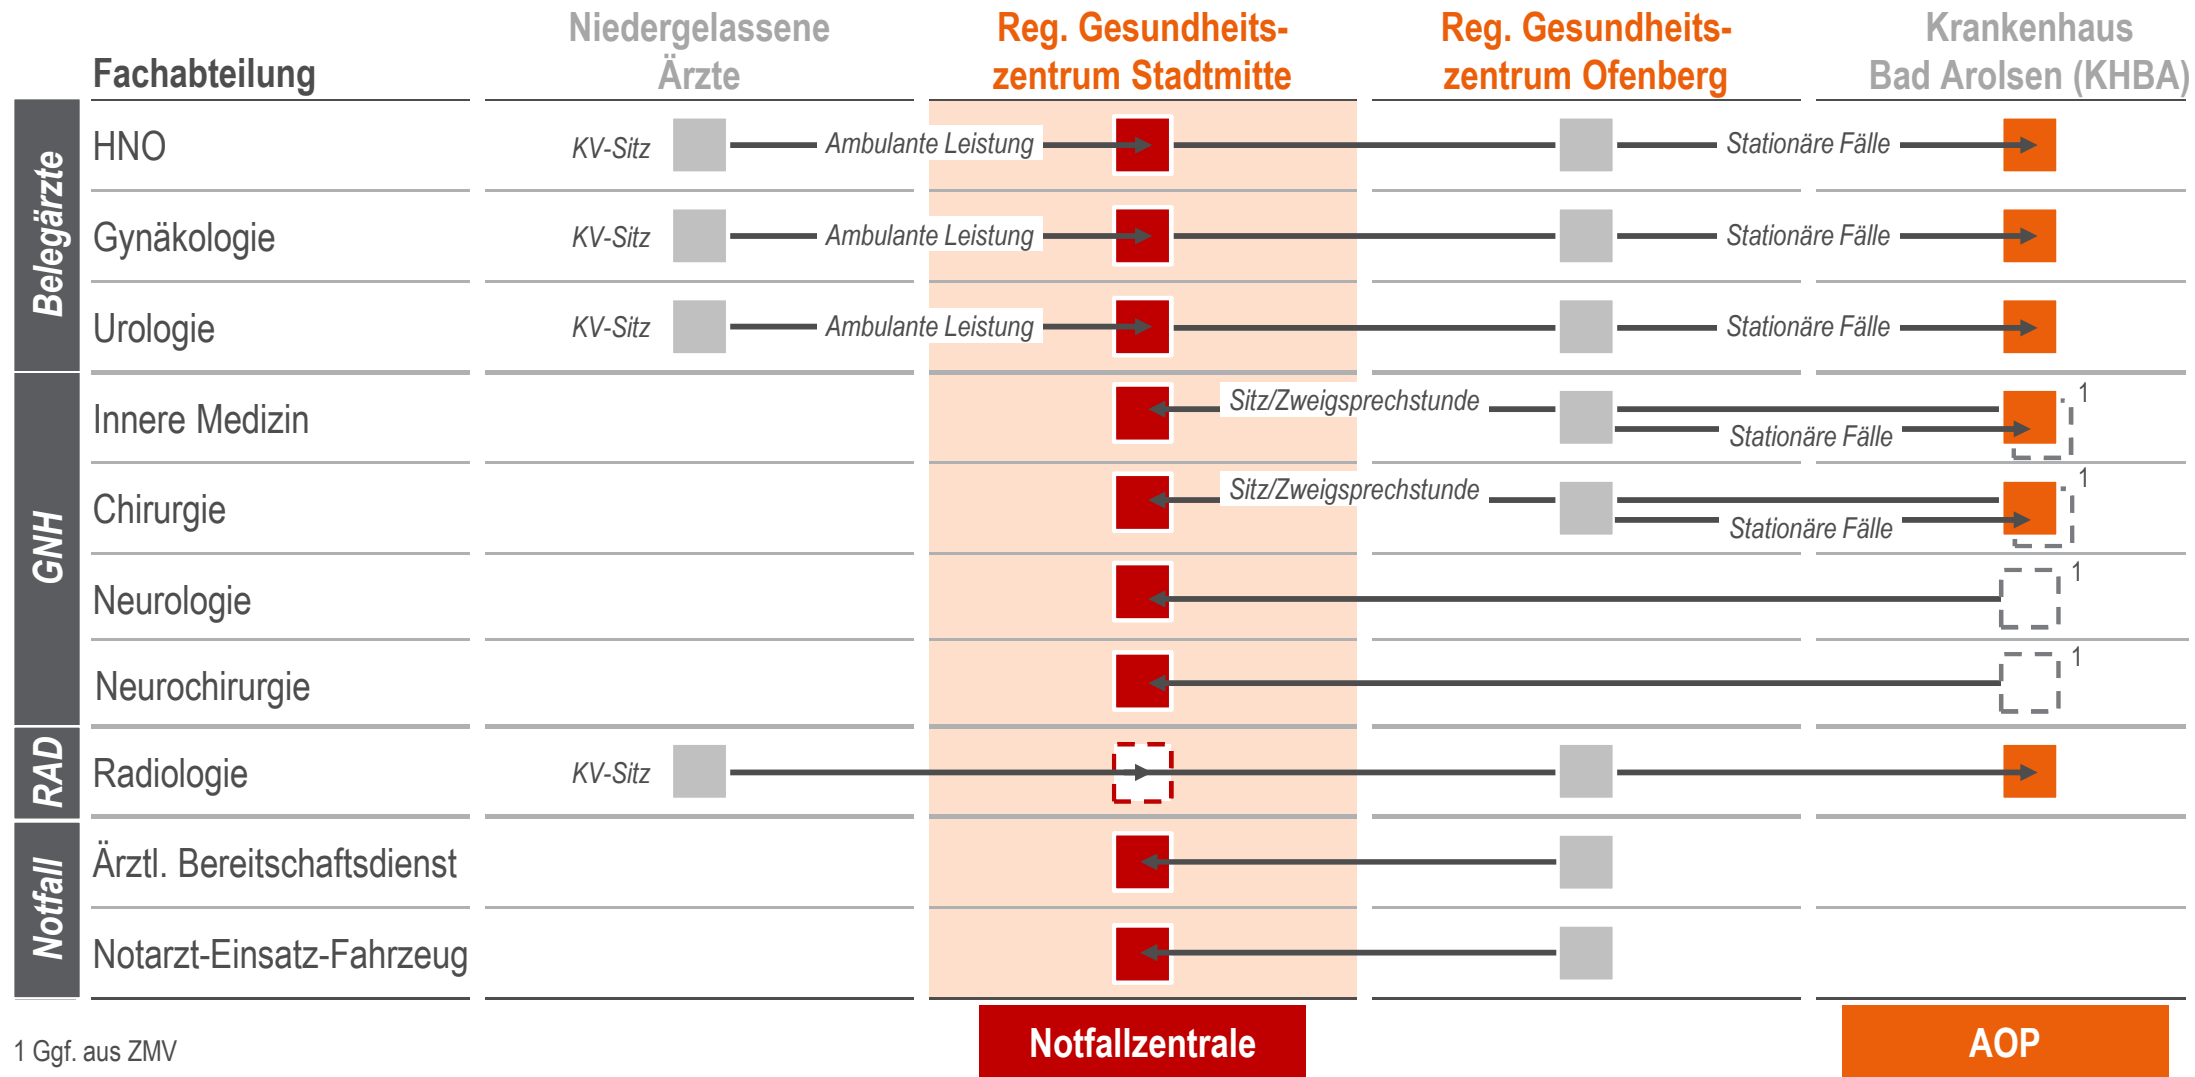 Fachabteilung
Niedergelassene
Ärzte
Reg. Gesundheits-
zentrum Stadtmitte
Reg. Gesundheits-
zentrum Ofenberg
Krankenhaus
Bad Arolsen (KHBA)
Belegärzte
HNO
KV-Sitz
Ambulante Leistung
Stationäre Fälle
Gynäkologie
KV-Sitz
Ambulante Leistung
Stationäre Fälle
Urologie
KV-Sitz
Ambulante Leistung
Stationäre Fälle
GNH
Innere Medizin
Sitz/Zweigsprechstunde
Stationäre Fälle
1
Chirurgie
Sitz/Zweigsprechstunde
Stationäre Fälle
1
Neurologie
1
Neurochirurgie
1
RAD
Radiologie
KV-Sitz
Notfall
Ärztl. Bereitschaftsdienst
Notarzt-Einsatz-Fahrzeug
Notfallzentrale
AOP
1 Ggf. aus ZMV